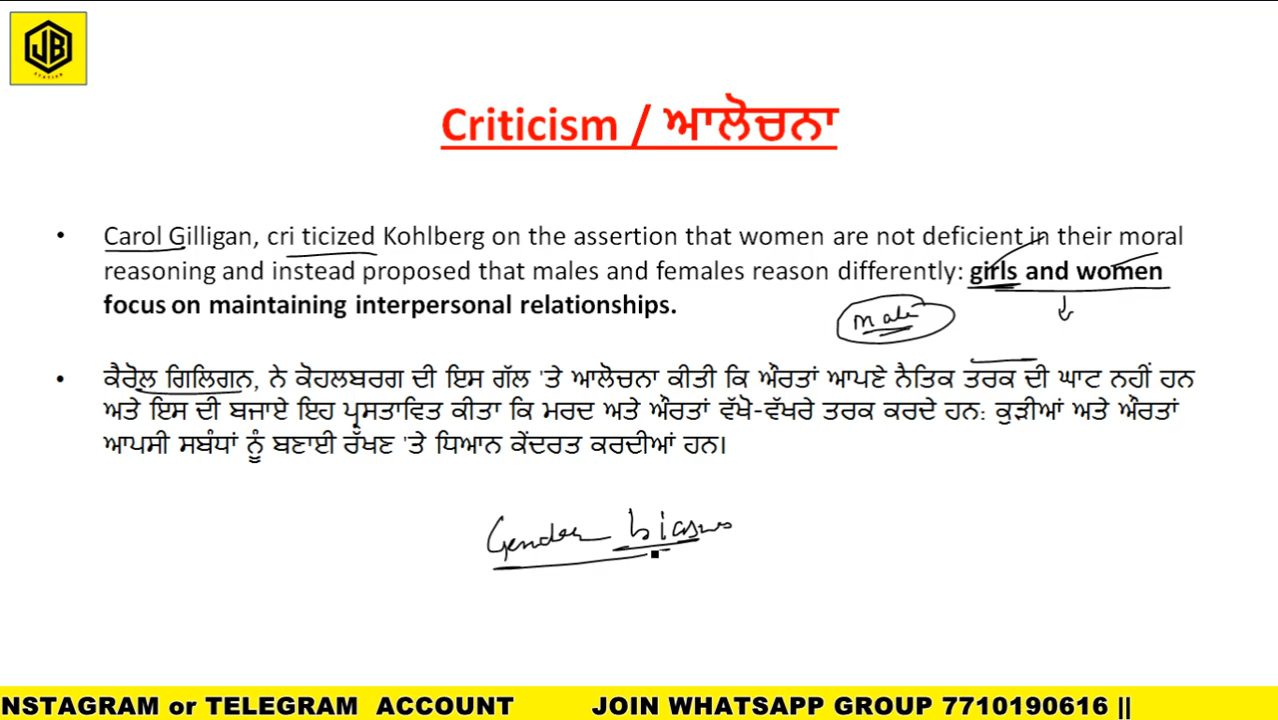 JB
STATION
Criticism / ਆਲੋਚਨਾ
• Carol Gilligan, cri ticized Kohlberg on the assertion that women are not deficient in their moral
reasoning and instead proposed that males and females reason differently: girls and women
focus on maintaining interpersonal relationships.
male
• ਕੈਰੋਲ ਗਿਲਿਗਨ, ਨੇ ਕੋਹਲਬਰਗ ਦੀ ਇਸ ਗੱਲ 'ਤੇ ਆਲੋਚਨਾ ਕੀਤੀ ਕਿ ਔਰਤਾਂ ਆਪਣੇ ਨੈਤਿਕ ਤਰਕ ਦੀ ਘਾਟ ਨਹੀਂ ਹਨ
ਅਤੇ ਇਸ ਦੀ ਬਜਾਏ ਇਹ ਪ੍ਰਸਤਾਵਿਤ ਕੀਤਾ ਕਿ ਮਰਦ ਅਤੇ ਔਰਤਾਂ ਵੱਖੋ-ਵੱਖਰੇ ਤਰਕ ਕਰਦੇ ਹਨ: ਕੁੜੀਆਂ ਅਤੇ ਔਰਤਾਂ
ਆਪਸੀ ਸਬੰਧਾਂ ਨੂੰ ਬਣਾਈ ਰੱਖਣ 'ਤੇ ਧਿਆਨ ਕੇਂਦਰਤ ਕਰਦੀਆਂ ਹਨ।
Gender
NSTAGRAM or TELEGRAM ACCOUNT JOIN WHATSAPP GROUP 7710190616 ||